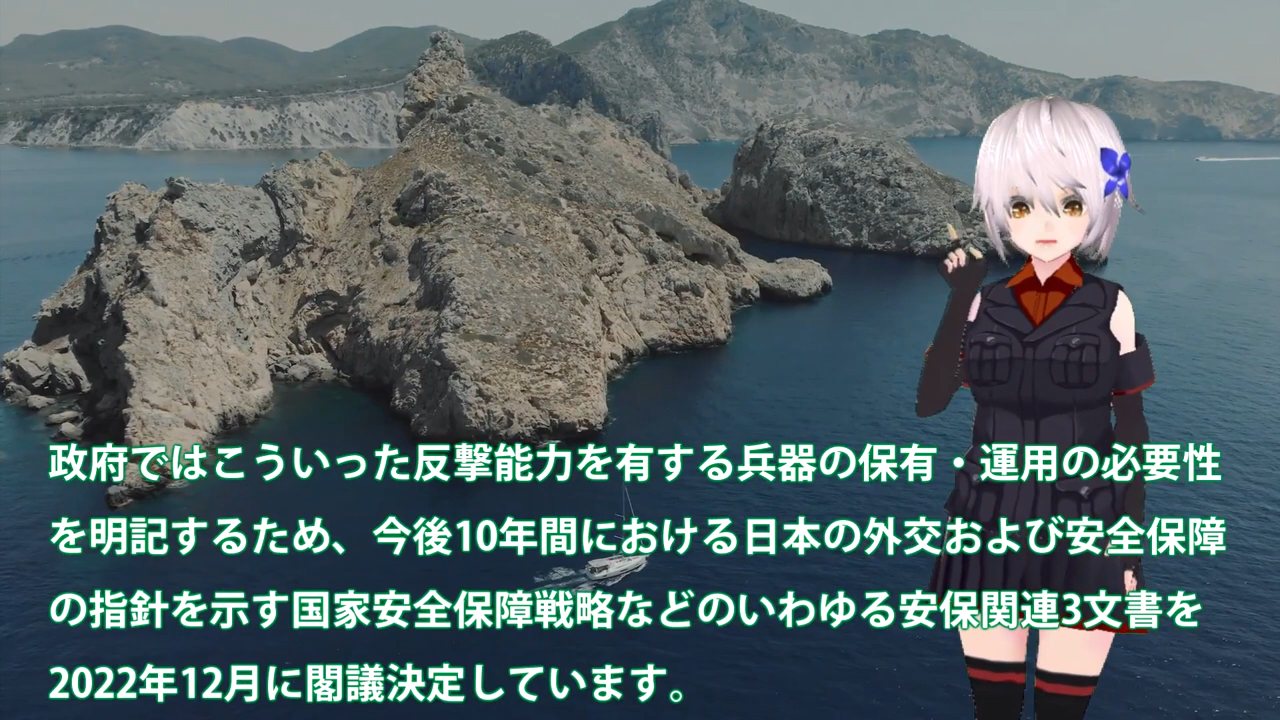 政府ではこういった反撃能力を有する兵器の保有・運用の必要性
を明記するため、今後10年間における日本の外交および安全保障
の指針を示す国家安全保障戦略などのいわゆる安保関連3文書を
2022年12月に閣議決定しています。